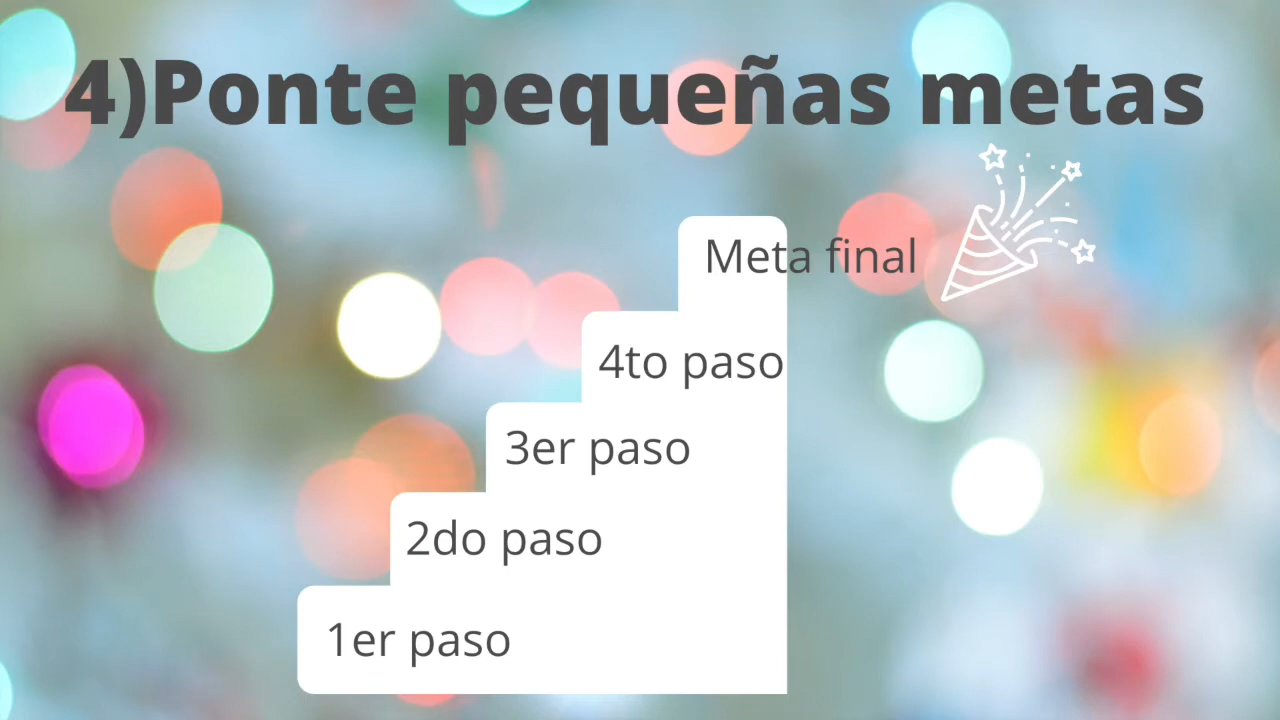 4)Ponte pequeñas metas
Meta final
4to paso
3er paso
2do paso
1er paso